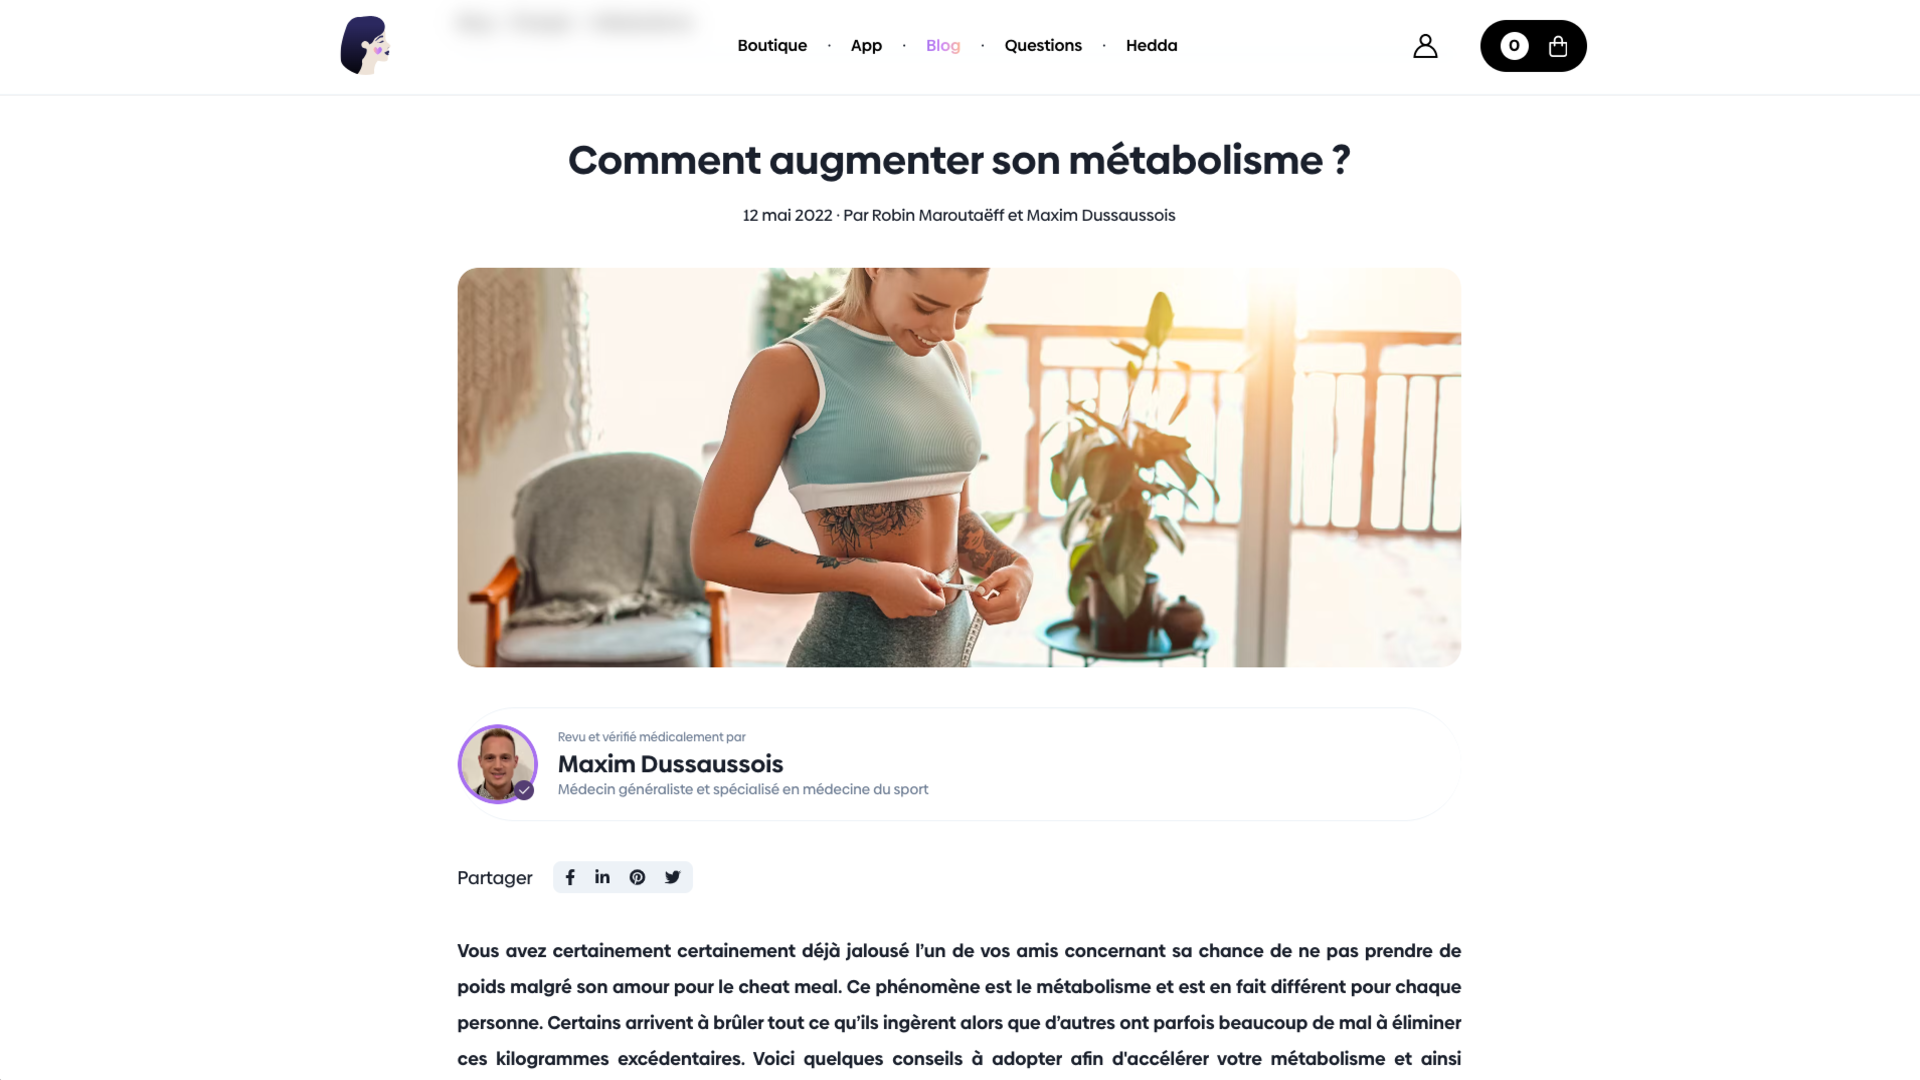 Boutique · App · Blog · Questions · Hedda
0
Comment augmenter son métabolisme ?
12 mai 2022 · Par Robin Maroutaëff et Maxim Dussaussois
Revu et vérifié médicalement par
Maxim Dussaussois
Médecin généraliste et spécialisé en médecine du sport
Partager
Vous avez certainement certainement déjà jalousé l’un de vos amis concernant sa chance de ne pas prendre de
poids malgré son amour pour le cheat meal. Ce phénomène est le métabolisme et est en fait différent pour chaque
personne. Certains arrivent à brûler tout ce qu’ils ingèrent alors que d’autres ont parfois beaucoup de mal à éliminer
ces kilogrammes excédentaires. Voici quelques conseils à adopter afin d'accélérer votre métabolisme et ainsi